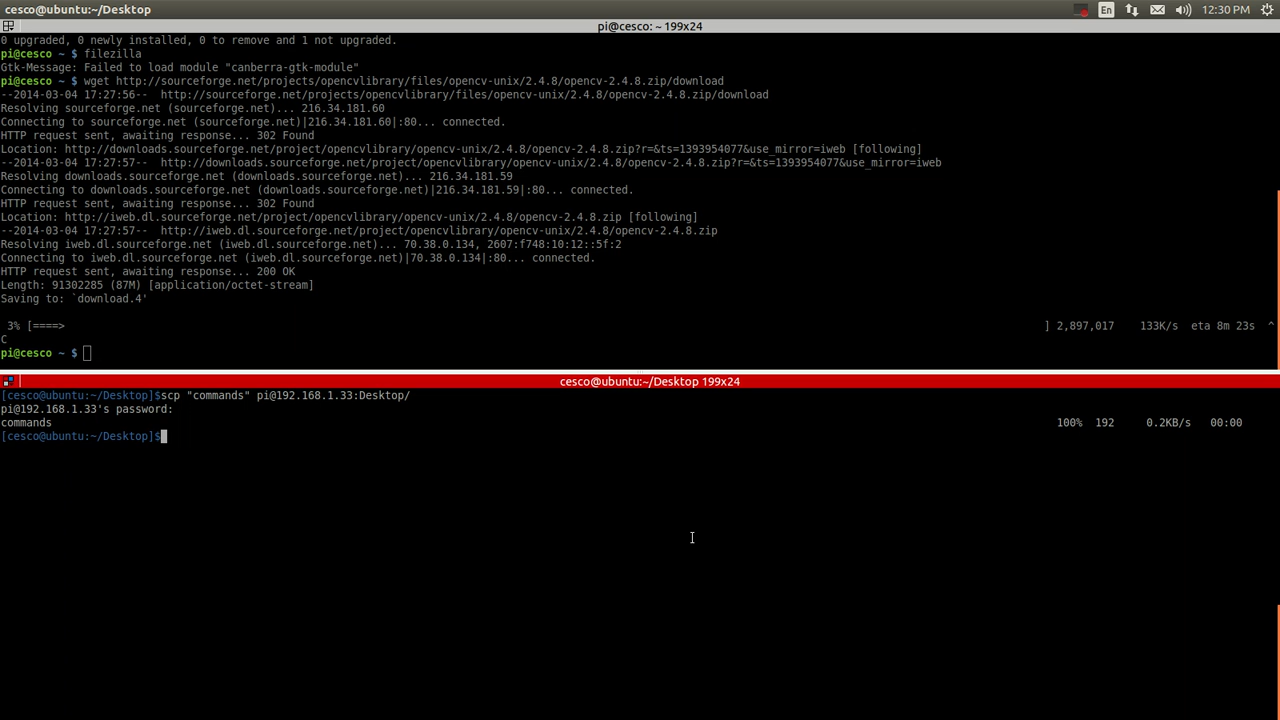 cesco@ubuntu:~/Desktop
En
12:30 PM
pi@cesco: ~ 199x24
0 upgraded, 0 newly installed, 0 to remove and 1 not upgraded.
pi@cesco ~ $ filezilla
Gtk-Message: Failed to load module "canberra-gtk-module"
pi@cesco ~ $ wget http://sourceforge.net/projects/opencvlibrary/files/opencv-unix/2.4.8/opencv-2.4.8.zip/download
--2014-03-04 17:27:56--  http://sourceforge.net/projects/opencvlibrary/files/opencv-unix/2.4.8/opencv-2.4.8.zip/download
Resolving sourceforge.net (sourceforge.net)... 216.34.181.60
Connecting to sourceforge.net (sourceforge.net)|216.34.181.60|:80... connected.
HTTP request sent, awaiting response... 302 Found
Location: http://downloads.sourceforge.net/project/opencvlibrary/opencv-unix/2.4.8/opencv-2.4.8.zip?r=&ts=1393954077&use_mirror=iweb [following]
--2014-03-04 17:27:57--  http://downloads.sourceforge.net/project/opencvlibrary/opencv-unix/2.4.8/opencv-2.4.8.zip?r=&ts=1393954077&use_mirror=iweb
Resolving downloads.sourceforge.net (downloads.sourceforge.net)... 216.34.181.59
Connecting to downloads.sourceforge.net (downloads.sourceforge.net)|216.34.181.59|:80... connected.
HTTP request sent, awaiting response... 302 Found
Location: http://iweb.dl.sourceforge.net/project/opencvlibrary/opencv-unix/2.4.8/opencv-2.4.8.zip [following]
--2014-03-04 17:27:57--  http://iweb.dl.sourceforge.net/project/opencvlibrary/opencv-unix/2.4.8/opencv-2.4.8.zip
Resolving iweb.dl.sourceforge.net (iweb.dl.sourceforge.net)... 70.38.0.134, 2607:f748:10:12::5f:2
Connecting to iweb.dl.sourceforge.net (iweb.dl.sourceforge.net)|70.38.0.134|:80... connected.
HTTP request sent, awaiting response... 200 OK
Length: 91302285 (87M) [application/octet-stream]
Saving to: `download.4'
3% [====> ] 2,897,017 133K/s eta 8m 23s ^
C
pi@cesco ~ $
cesco@ubuntu:~/Desktop 199x24
[cesco@ubuntu:~/Desktop]$scp "commands" pi@192.168.1.33:Desktop/
pi@192.168.1.33's password:
commands 100% 192 0.2KB/s 00:00
[cesco@ubuntu:~/Desktop]$